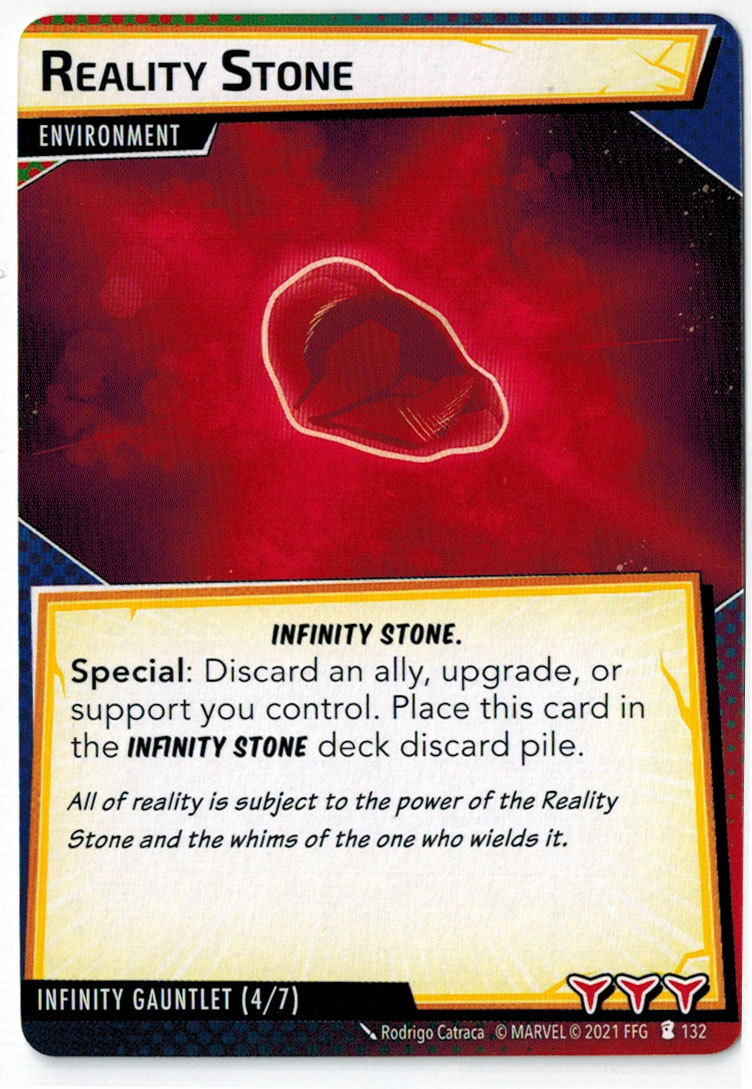 REALITY STONE
ENVIRONMENT
INFINITY STONE.
Special: Discard an ally, upgrade, or
support you control. Place this card in
the INFINITY STONE deck discard pile.
All of reality is subject to the power of the Reality
Stone and the whims of the one who wields it.
INFINITY GAUNTLET (4/7)
Rodrigo Catraca © MARVEL © 2021 FFG 132